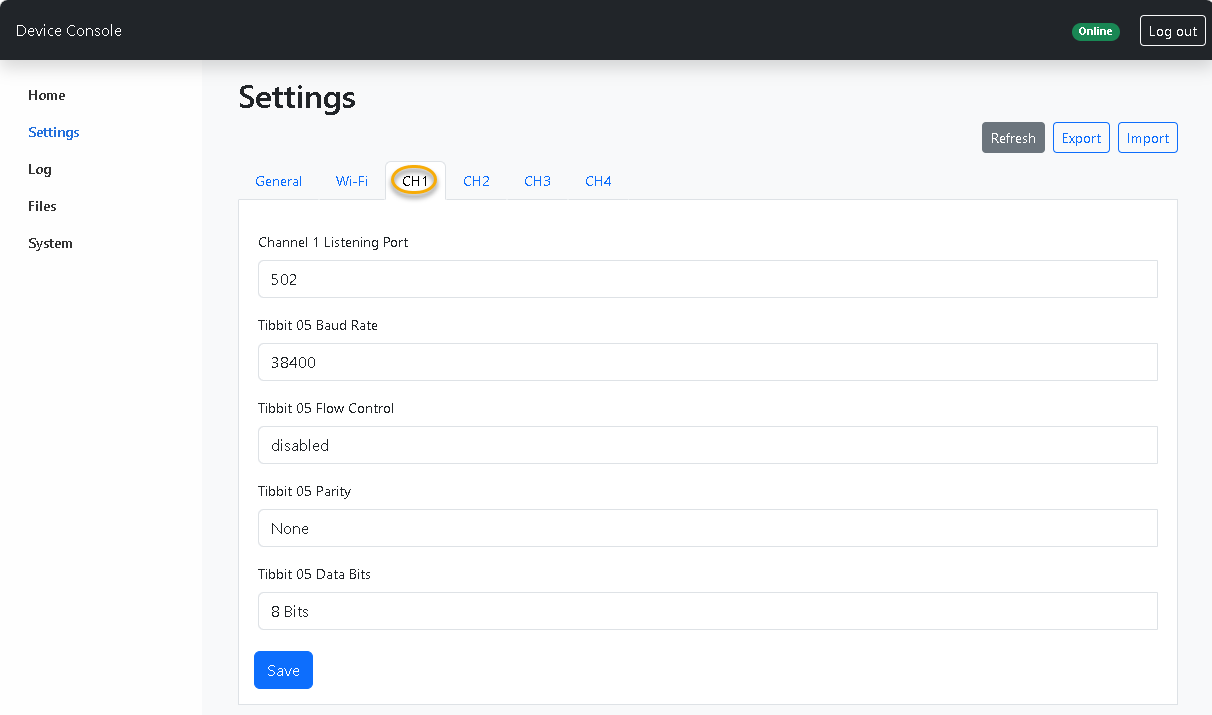 Device Console
Online
Log out
Home
Settings
Log
Files
System
Settings
Refresh
Export
Import
General
Wi-Fi
CH1
CH2
CH3
CH4
Channel 1 Listening Port
502
Tibbit 05 Baud Rate
38400
Tibbit 05 Flow Control
disabled
Tibbit 05 Parity
None
Tibbit 05 Data Bits
8 Bits
Save